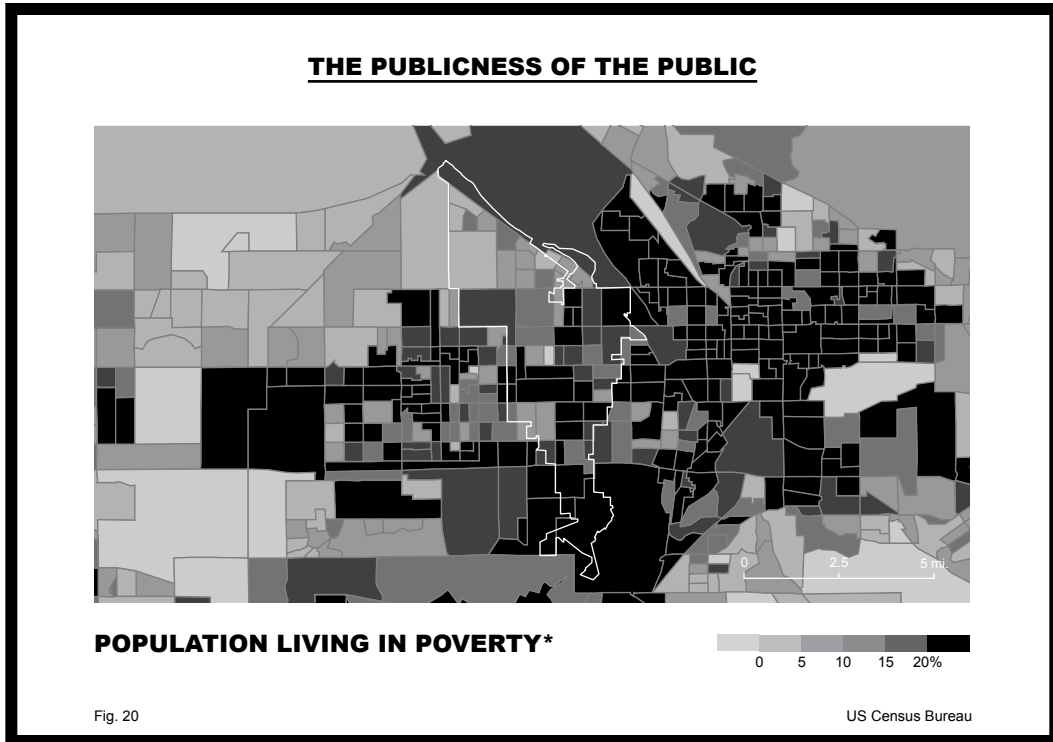 THE PUBLICNESS OF THE PUBLIC
0 2.5 5 mi.
POPULATION LIVING IN POVERTY*
0 5 10 15 20%
Fig. 20
US Census Bureau